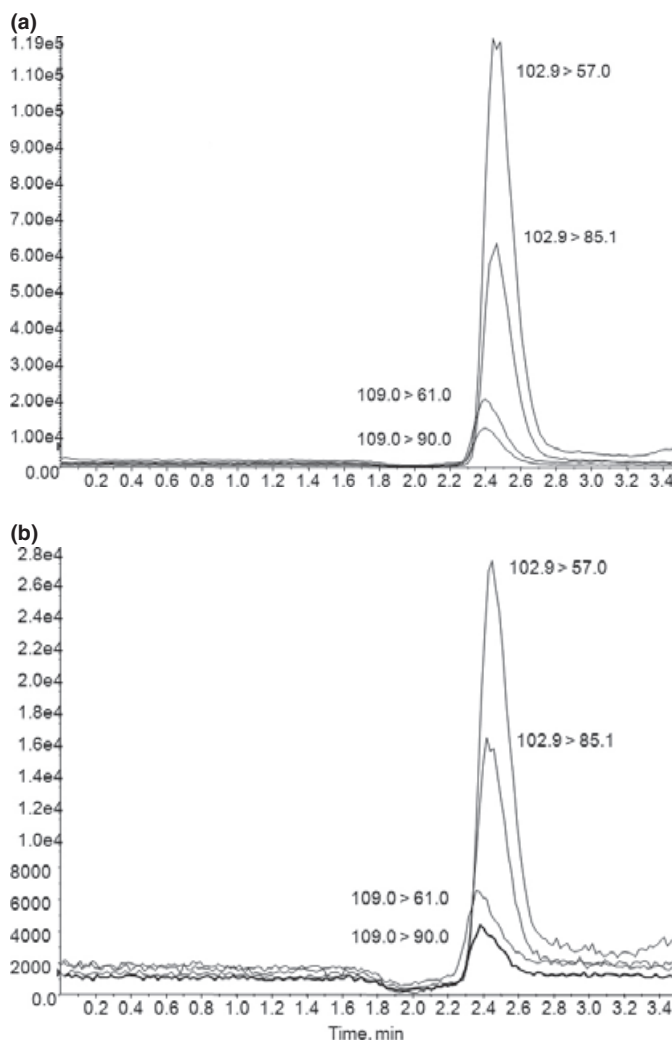 (a)
1.19e5
1.10e5
1.00e5
9.00e4
8.00e4
7.00e4
6.00e4
5.00e4
4.00e4
3.00e4
2.00e4
1.00e4
0.00
102.9 > 57.0
102.9 > 85.1
109.0 > 61.0
109.0 > 90.0
0.2 0.4 0.6 0.8 1.0 1.2 1.4 1.6 1.8 2.0 2.2 2.4 2.6 2.8 3.0 3.2 3.4
(b)
2.8e4
2.6e4
2.4e4
2.2e4
2.0e4
1.8e4
1.6e4
1.4e4
1.2e4
1.0e4
8000
6000
4000
2000
0.0
102.9 > 57.0
102.9 > 85.1
109.0 > 61.0
109.0 > 90.0
0.2 0.4 0.6 0.8 1.0 1.2 1.4 1.6 1.8 2.0 2.2 2.4 2.6 2.8 3.0 3.2 3.4
Time, min